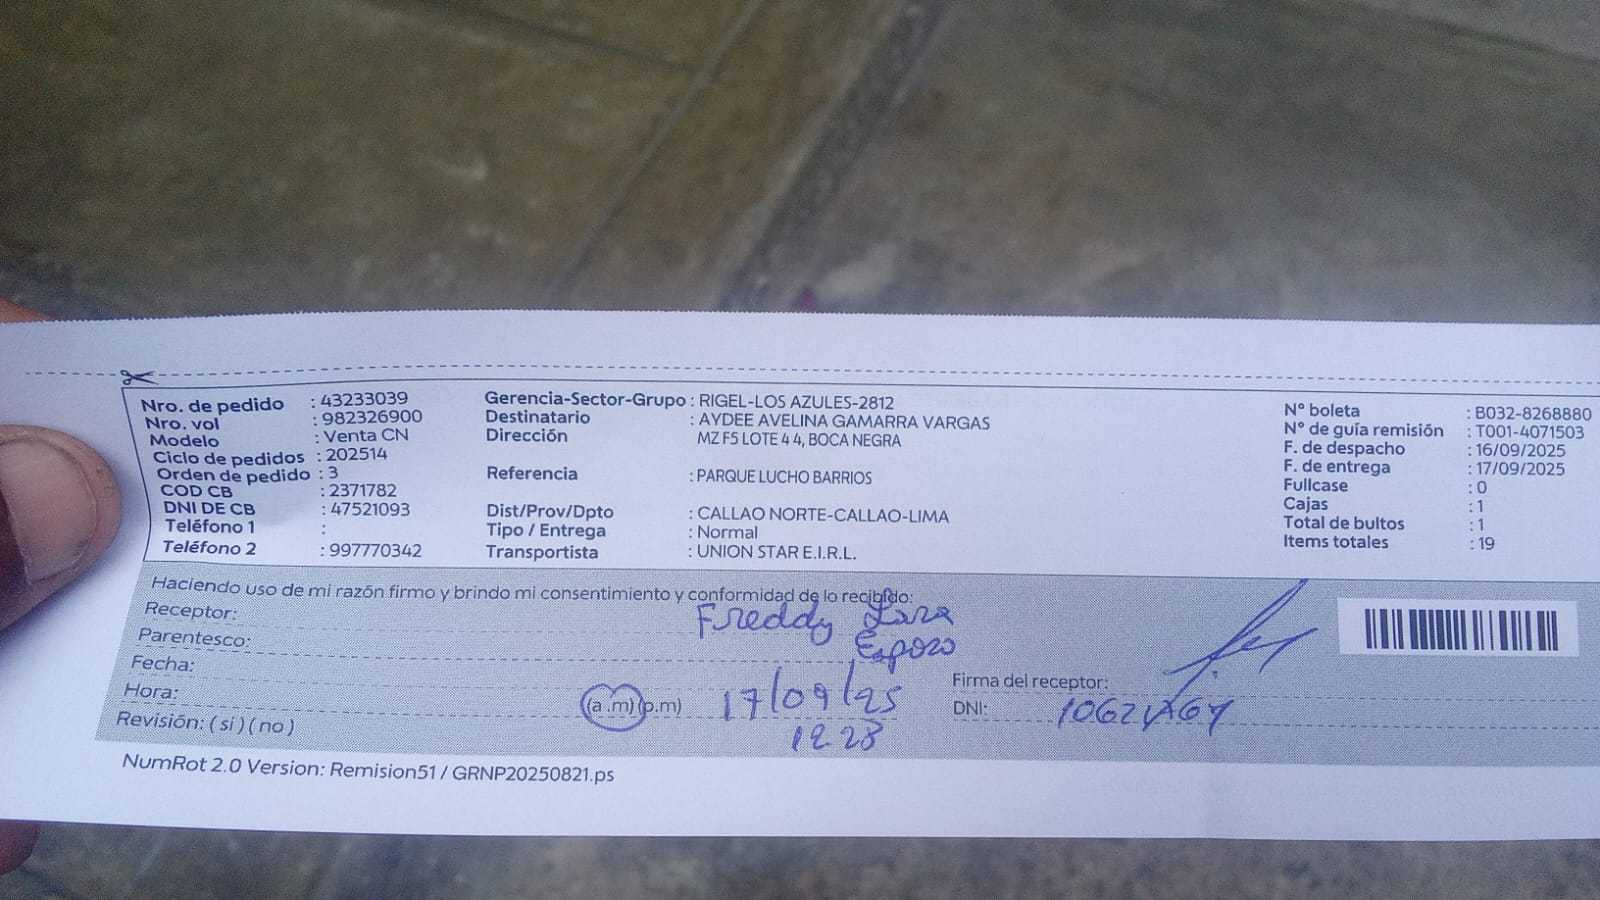 Nro. de pedido : 43233039
Nro. vol : 982326900
Modelo : Venta CN
Ciclo de pedidos : 202514
Orden de pedido : 3
COD CB : 2371782
DNI DE CB : 47521093
Teléfono 1 :
Teléfono 2 : 997770342
Gerencia-Sector-Grupo : RIGEL-LOS AZULES-2812
Destinatario : AYDEE AVELINA GAMARRA VARGAS
Dirección MZ F5 LOTE 4 4, BOCA NEGRA
Referencia : PARQUE LUCHO BARRIOS
Dist/Prov/Dpto : CALLAO NORTE-CALLAO-LIMA
Tipo / Entrega : Normal
Transportista : UNION STAR E.I.R.L.
N° boleta : B032-8268880
N° de guía remisión : T001-4071503
F. de despacho : 16/09/2025
F. de entrega : 17/09/2025
Fullcase : 0
Cajas : 1
Total de bultos : 1
Items totales : 19
Haciendo uso de mi razón firmo y brindo mi consentimiento y conformidad de lo recibido:
Receptor: Freddy Lara
Parentesco: Esposo
Fecha: 17/09/25
Hora: (a .m) (p.m) 12 28
Revisión: ( si ) ( no )
Firma del receptor:
DNI:
NumRot 2.0 Version: Remision51 / GRNP20250821.ps